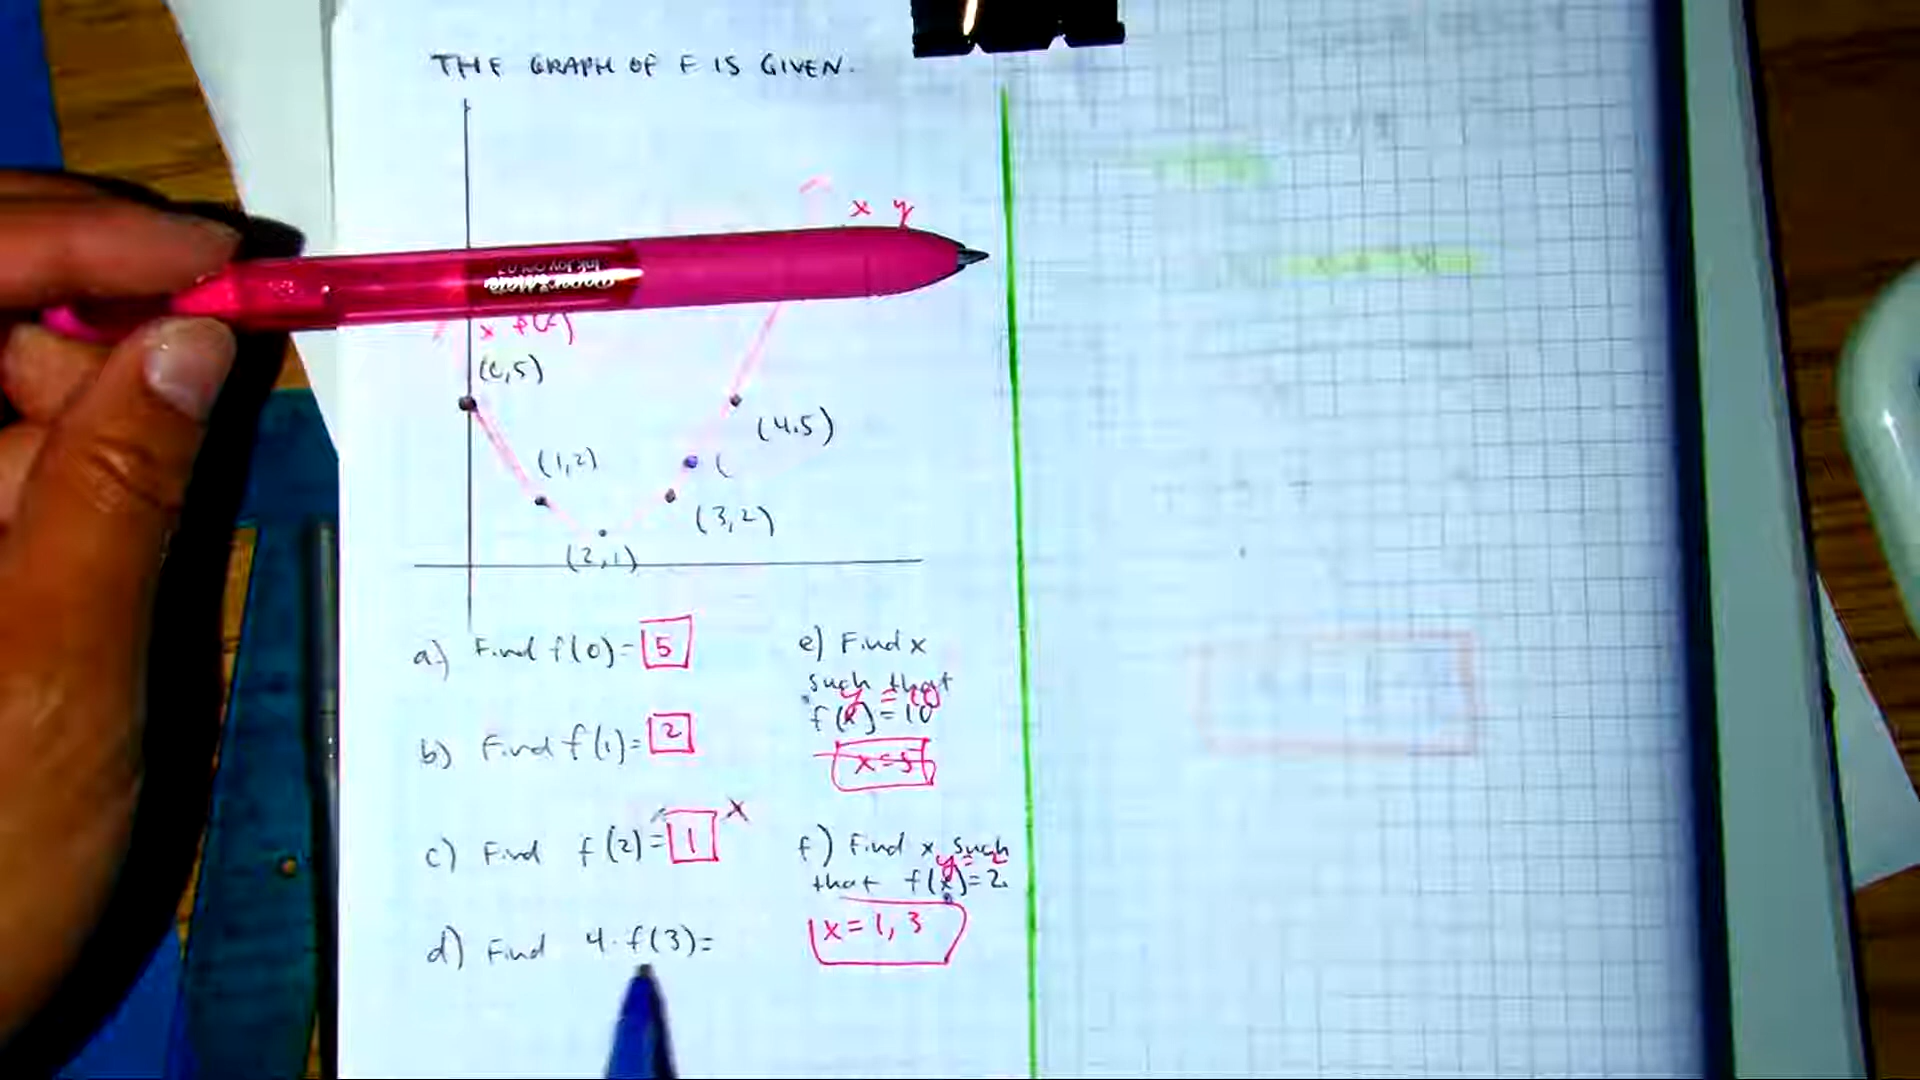 THE GRAPH OF F IS GIVEN.
x y
x f(x)
(0,5)
(4,5)
(1,2)
(
(3,2)
(2,1)
a.) Find f(0) = 5
b) Find f(1) = 2
c) Find f(2) = 1 x
d) Find 4 · f(3) =
e) Find x
such that
y = 10
f(x) = 10
x = 5
f) Find x such
y = 2
that f(x) = 2.
x = 1, 3